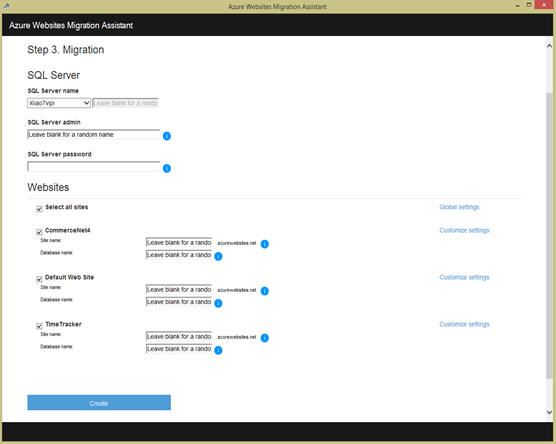 Azure Websites Migration Assistant
Azure Websites Migration Assistant
Step 3. Migration
SQL Server
SQL Server name
i6iao7vipi Leave blank for a rando
SQL Server admin
Leave blank for a random name
SQL Server password
Websites
Select all sites Global settings
CommerceNet4 Customize settings
Site name: Leave blank for a rando .azurewebsites.net
Database name: Leave blank for a rando
Default Web Site Customize settings
Site name: Leave blank for a rando .azurewebsites.net
Database name: Leave blank for a rando
TimeTracker Customize settings
Site name: Leave blank for a rando .azurewebsites.net
Database name: Leave blank for a rando
Create